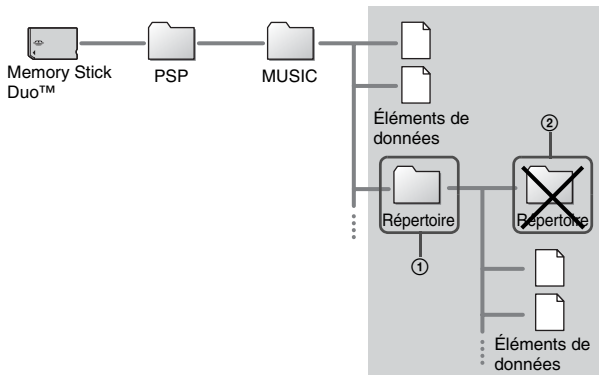 Memory Stick
Duo™
PSP
MUSIC
Éléments de
données
②
Répertoire
Répertoire
①
Éléments de
données